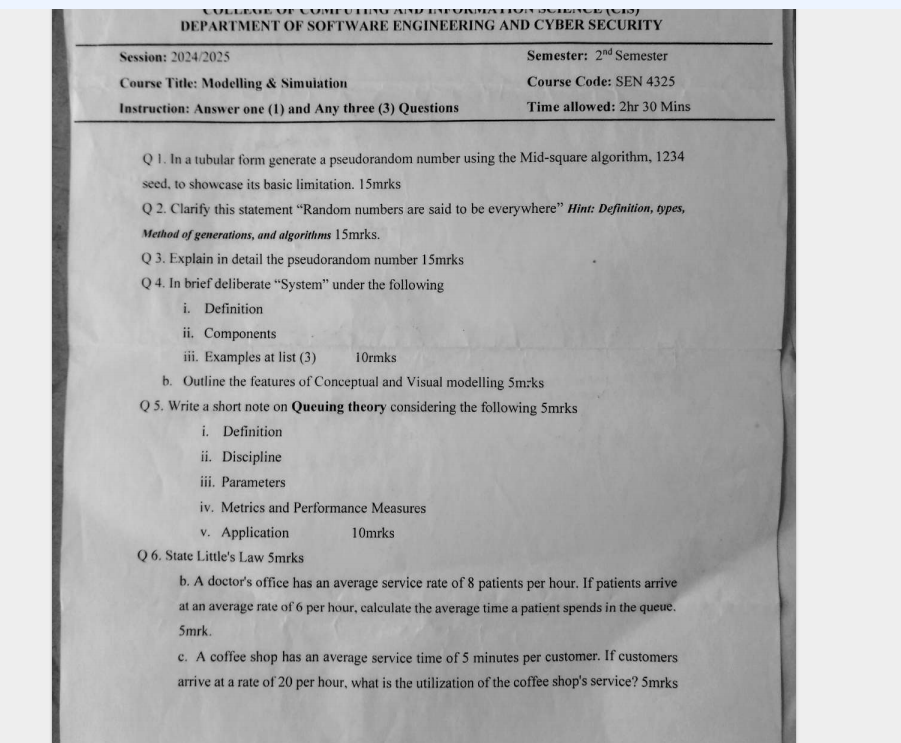 COLLEGE OF COMPUTING AND INFORMATION SCIENCE (CIS)
DEPARTMENT OF SOFTWARE ENGINEERING AND CYBER SECURITY
Session: 2024/2025 Semester: 2nd Semester
Course Title: Modelling & Simulation Course Code: SEN 4325
Instruction: Answer one (1) and Any three (3) Questions Time allowed: 2hr 30 Mins
Q 1. In a tubular form generate a pseudorandom number using the Mid-square algorithm, 1234
seed, to showcase its basic limitation. 15mrks
Q 2. Clarify this statement “Random numbers are said to be everywhere” Hint: Definition, types,
Method of generations, and algorithms 15mrks.
Q 3. Explain in detail the pseudorandom number 15mrks
Q 4. In brief deliberate “System” under the following
i. Definition
ii. Components
iii. Examples at list (3) 10rmks
b. Outline the features of Conceptual and Visual modelling 5mrks
Q 5. Write a short note on Queuing theory considering the following 5mrks
i. Definition
ii. Discipline
iii. Parameters
iv. Metrics and Performance Measures
v. Application 10mrks
Q 6. State Little's Law 5mrks
b. A doctor's office has an average service rate of 8 patients per hour. If patients arrive
at an average rate of 6 per hour, calculate the average time a patient spends in the queue.
5mrk.
c. A coffee shop has an average service time of 5 minutes per customer. If customers
arrive at a rate of 20 per hour, what is the utilization of the coffee shop's service? 5mrks